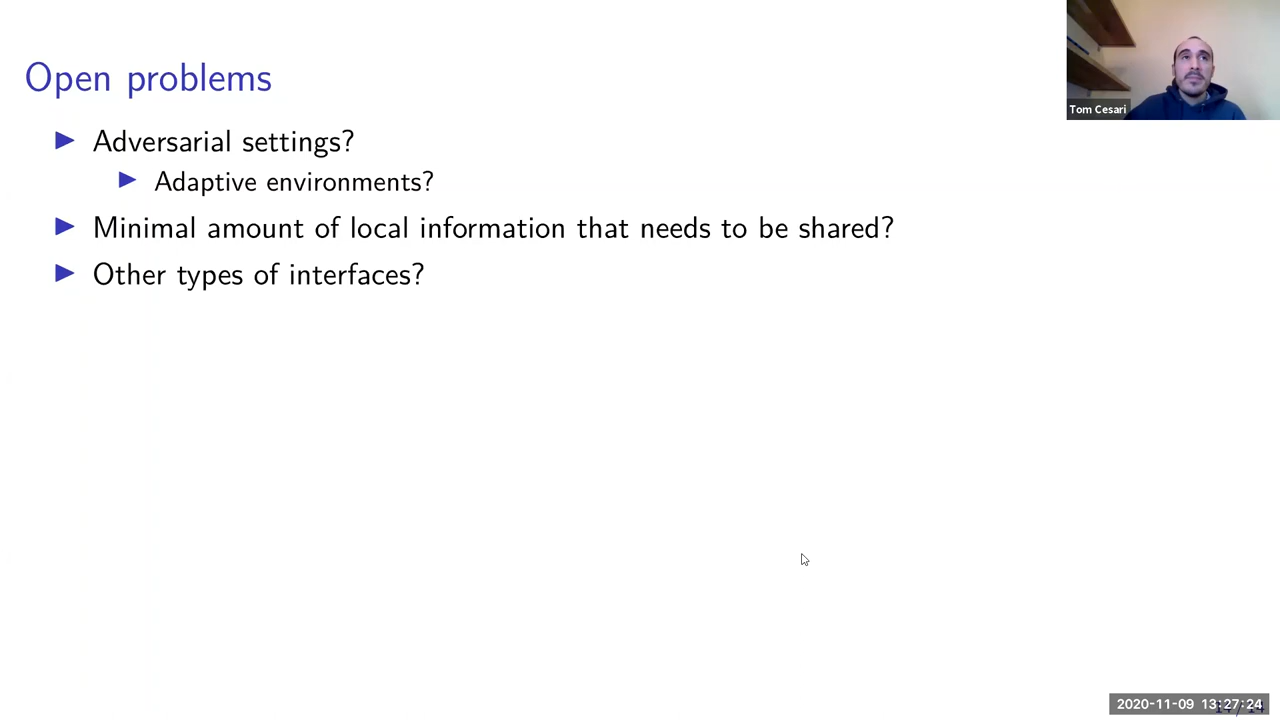 Open problems
Adversarial settings?
Adaptive environments?
Minimal amount of local information that needs to be shared?
Other types of interfaces?
Tom Cesari
2020-11-09 13:27:24